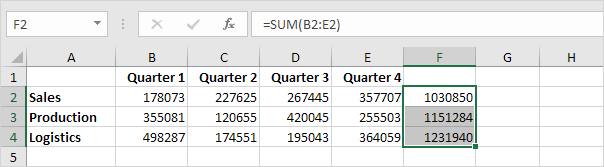 F2 =SUM(B2:E2)
A B C D E F G H
1 Quarter 1 Quarter 2 Quarter 3 Quarter 4
2 Sales 178073 227625 267445 357707 1030850
3 Production 355081 120655 420045 255503 1151284
4 Logistics 498287 174551 195043 364059 1231940
5